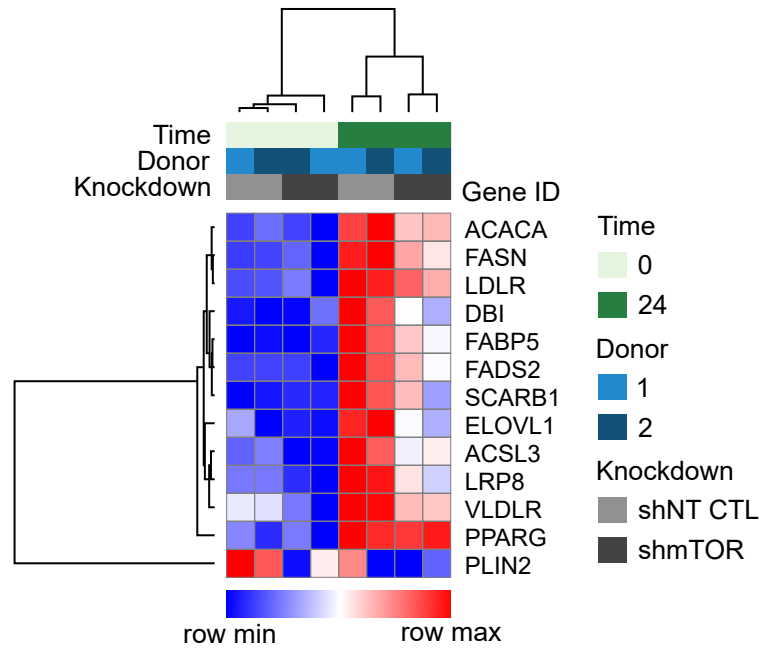 Time
Donor
Knockdown
Gene ID
ACACA
FASN
LDLR
DBI
FABP5
FADS2
SCARB1
ELOVL1
ACSL3
LRP8
VLDLR
PPARG
PLIN2
row min
row max
Time
0
24
Donor
1
2
Knockdown
shNT CTL
shmTOR